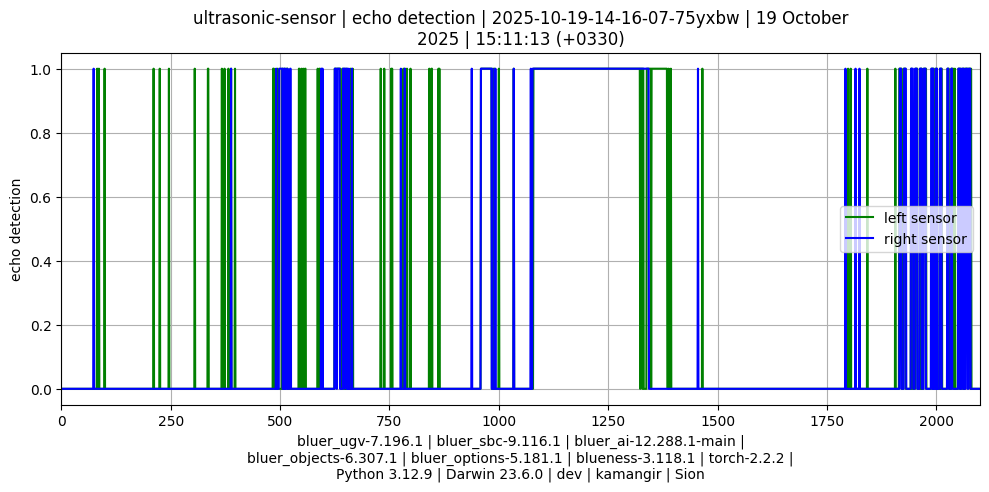 ultrasonic-sensor | echo detection | 2025-10-19-14-16-07-75yxbw | 19 October
2025 | 15:11:13 (+0330)
echo detection
1.0
0.8
0.6
0.4
0.2
0.0
left sensor
right sensor
0 250 500 750 1000 1250 1500 1750 2000
bluer_ugv-7.196.1 | bluer_sbc-9.116.1 | bluer_ai-12.288.1-main |
bluer_objects-6.307.1 | bluer_options-5.181.1 | blueness-3.118.1 | torch-2.2.2 |
Python 3.12.9 | Darwin 23.6.0 | dev | kamangir | Sion